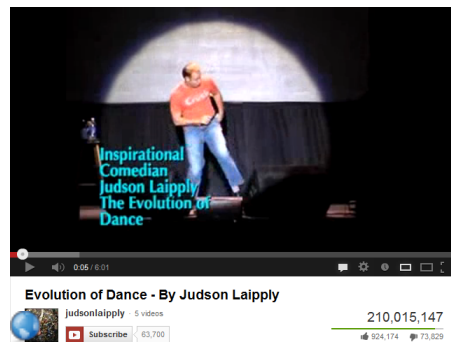 Inspirational
Comedian
Judson Laipply
The Evolution of
Dance
0:05 / 6:01
Evolution of Dance - By Judson Laipply
judsonlaipply · 5 videos
Subscribe 63,700
210,015,147
924,174 73,829